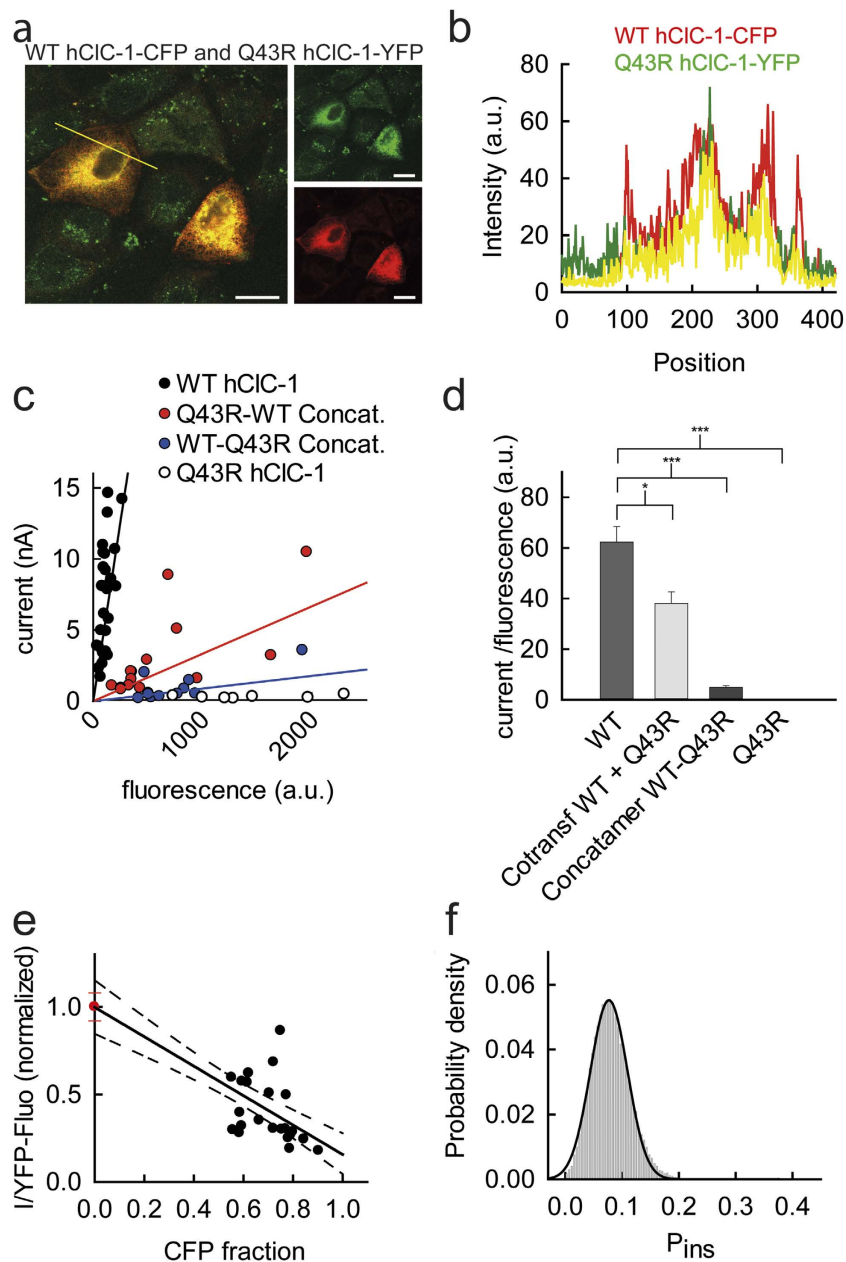 a
WT hClC-1-CFP and Q43R hClC-1-YFP
b
WT hClC-1-CFP
Q43R hClC-1-YFP
Intensity (a.u.)
80
60
40
20
0
0 100 200 300 400
Position
c
WT hClC-1
Q43R-WT Concat.
WT-Q43R Concat.
Q43R hClC-1
current (nA)
15
10
5
0
0 1000 2000
fluorescence (a.u.)
d
current /fluorescence (a.u.)
80
60
40
20
0
***
***
*
WT
Cotransf WT + Q43R
Concatamer WT-Q43R
Q43R
e
I/YFP-Fluo (normalized)
1.0
0.5
0.0
0.0 0.2 0.4 0.6 0.8 1.0
CFP fraction
f
Probability density
0.06
0.04
0.02
0.00
0.0 0.1 0.2 0.3 0.4
Pins